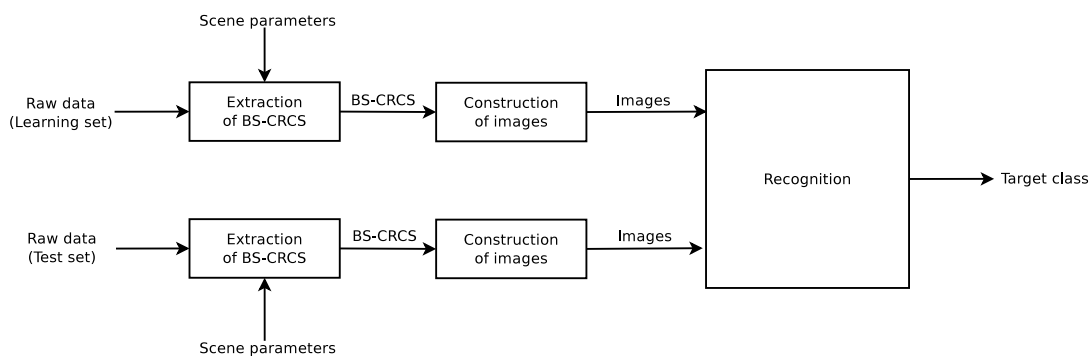 Scene parameters
Raw data
(Learning set)
Extraction
of BS-CRCS
BS-CRCS
Construction
of images
Images
Recognition
Target class
Raw data
(Test set)
Extraction
of BS-CRCS
BS-CRCS
Construction
of images
Images
Scene parameters